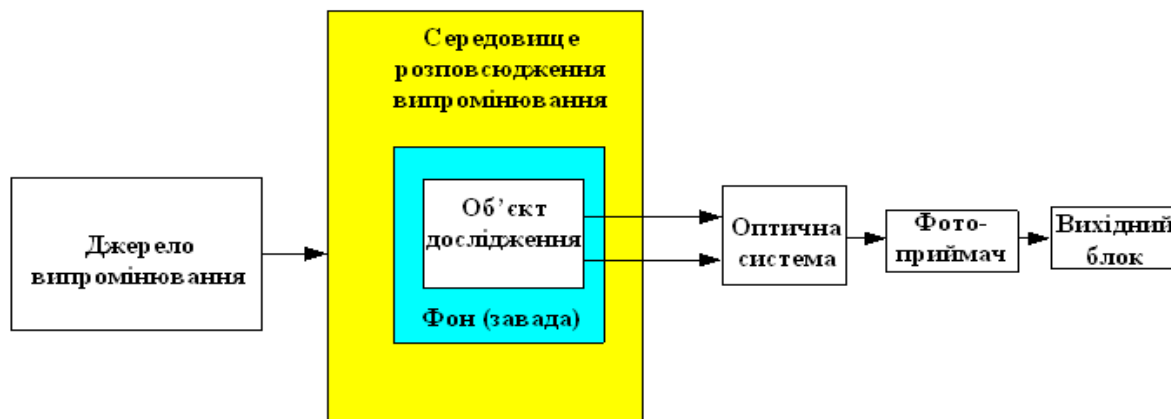 Джерело
випромінювання
Середовище
розповсюдження
випромінювання
Об’єкт
дослідження
Фон (завада)
Оптична
система
Фото-
приймач
Вихідний
блок